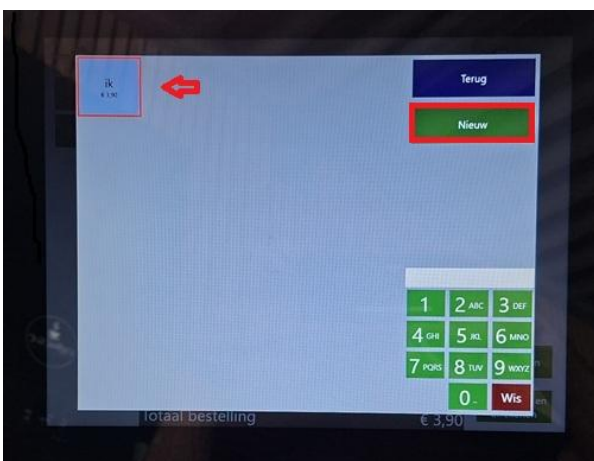 ik
€ 3,90
Terug
Nieuw
1 2 ABC 3 DEF
4 GHI 5 JKL 6 MNO
7 PQRS 8 TUV 9 WXYZ
0 - Wis
Totaal bestelling € 3,90